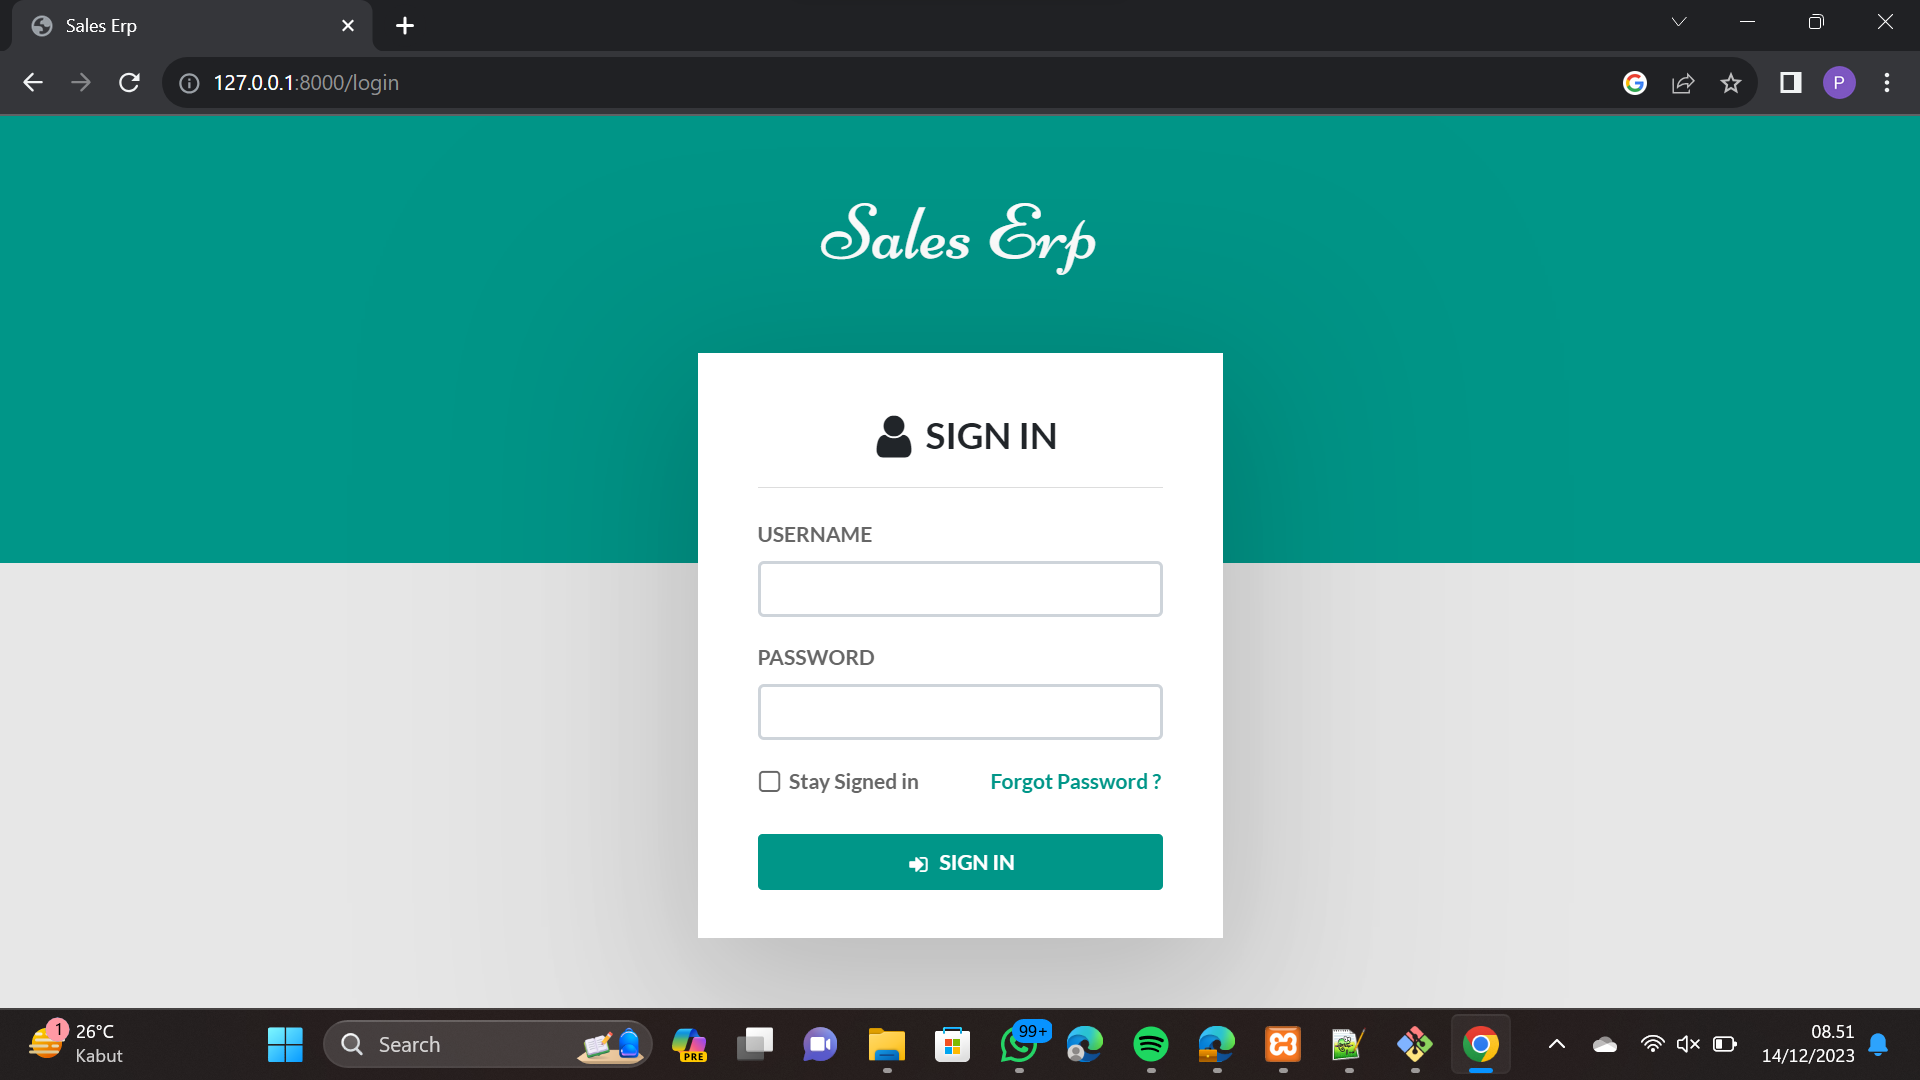 Sales Erp
127.0.0.1:8000/login
P
Sales Erp
SIGN IN
USERNAME
PASSWORD
Stay Signed in
Forgot Password ?
SIGN IN
1
26°C
Kabut
Search
PRE
99+
08.51
14/12/2023